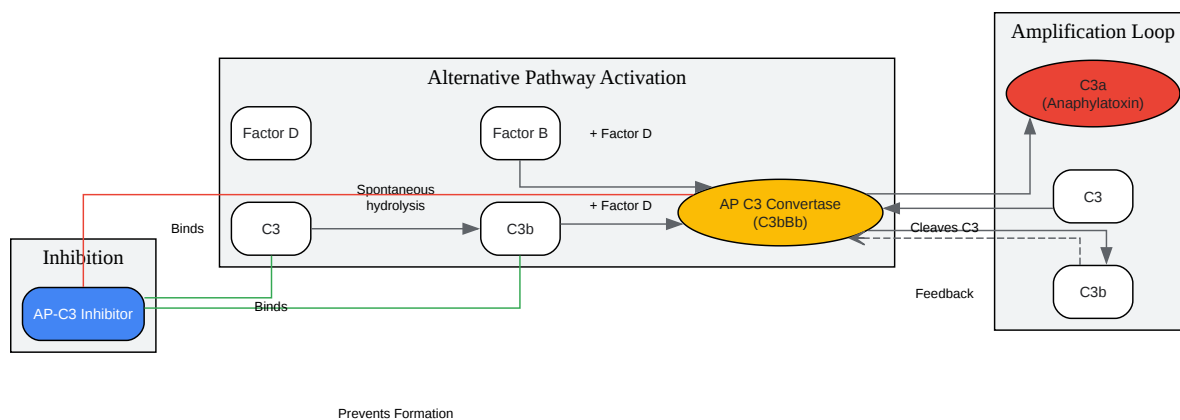 Amplification Loop
Alternative Pathway Activation
C3a
(Anaphylatoxin)
Factor D
Factor B
+ Factor D
Spontaneous
hydrolysis
C3
+ Factor D
AP C3 Convertase
(C3bBb)
Binds
C3
C3b
Cleaves C3
Inhibition
C3b
Feedback
AP-C3 Inhibitor
Binds
Prevents Formation